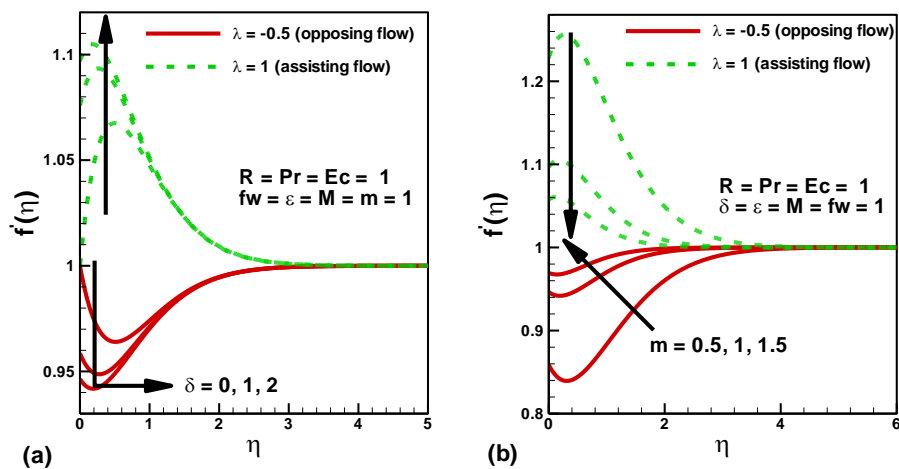 λ = -0.5 (opposing flow)
λ = 1 (assisting flow)
R = Pr = Ec = 1
fw = ε = M = m = 1
δ = 0, 1, 2
f'(η)
1.1
1.05
1
0.95
0 1 2 3 4 5
η
(a)
λ = -0.5 (opposing flow)
λ = 1 (assisting flow)
R = Pr = Ec = 1
δ = ε = M = fw = 1
m = 0.5, 1, 1.5
f'(η)
1.4
1.2
1.1
1
0.9
0.8
0 2 4 6
η
(b)